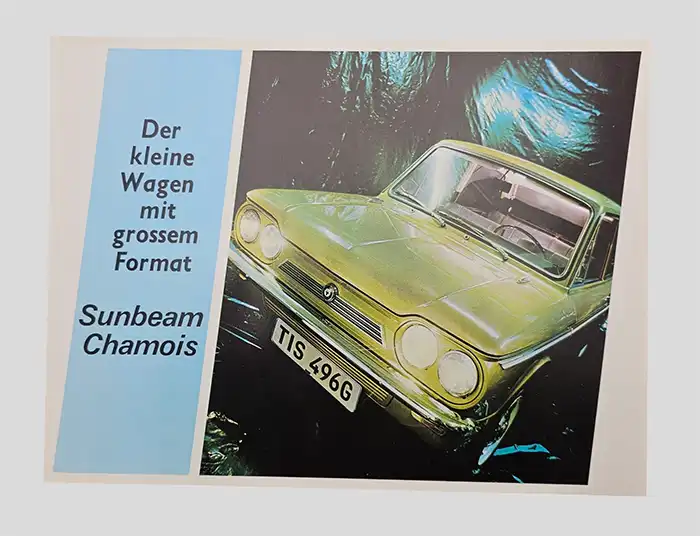 Der
kleine
Wagen
mit
grossem
Format
Sunbeam
Chamois
TIS 496G